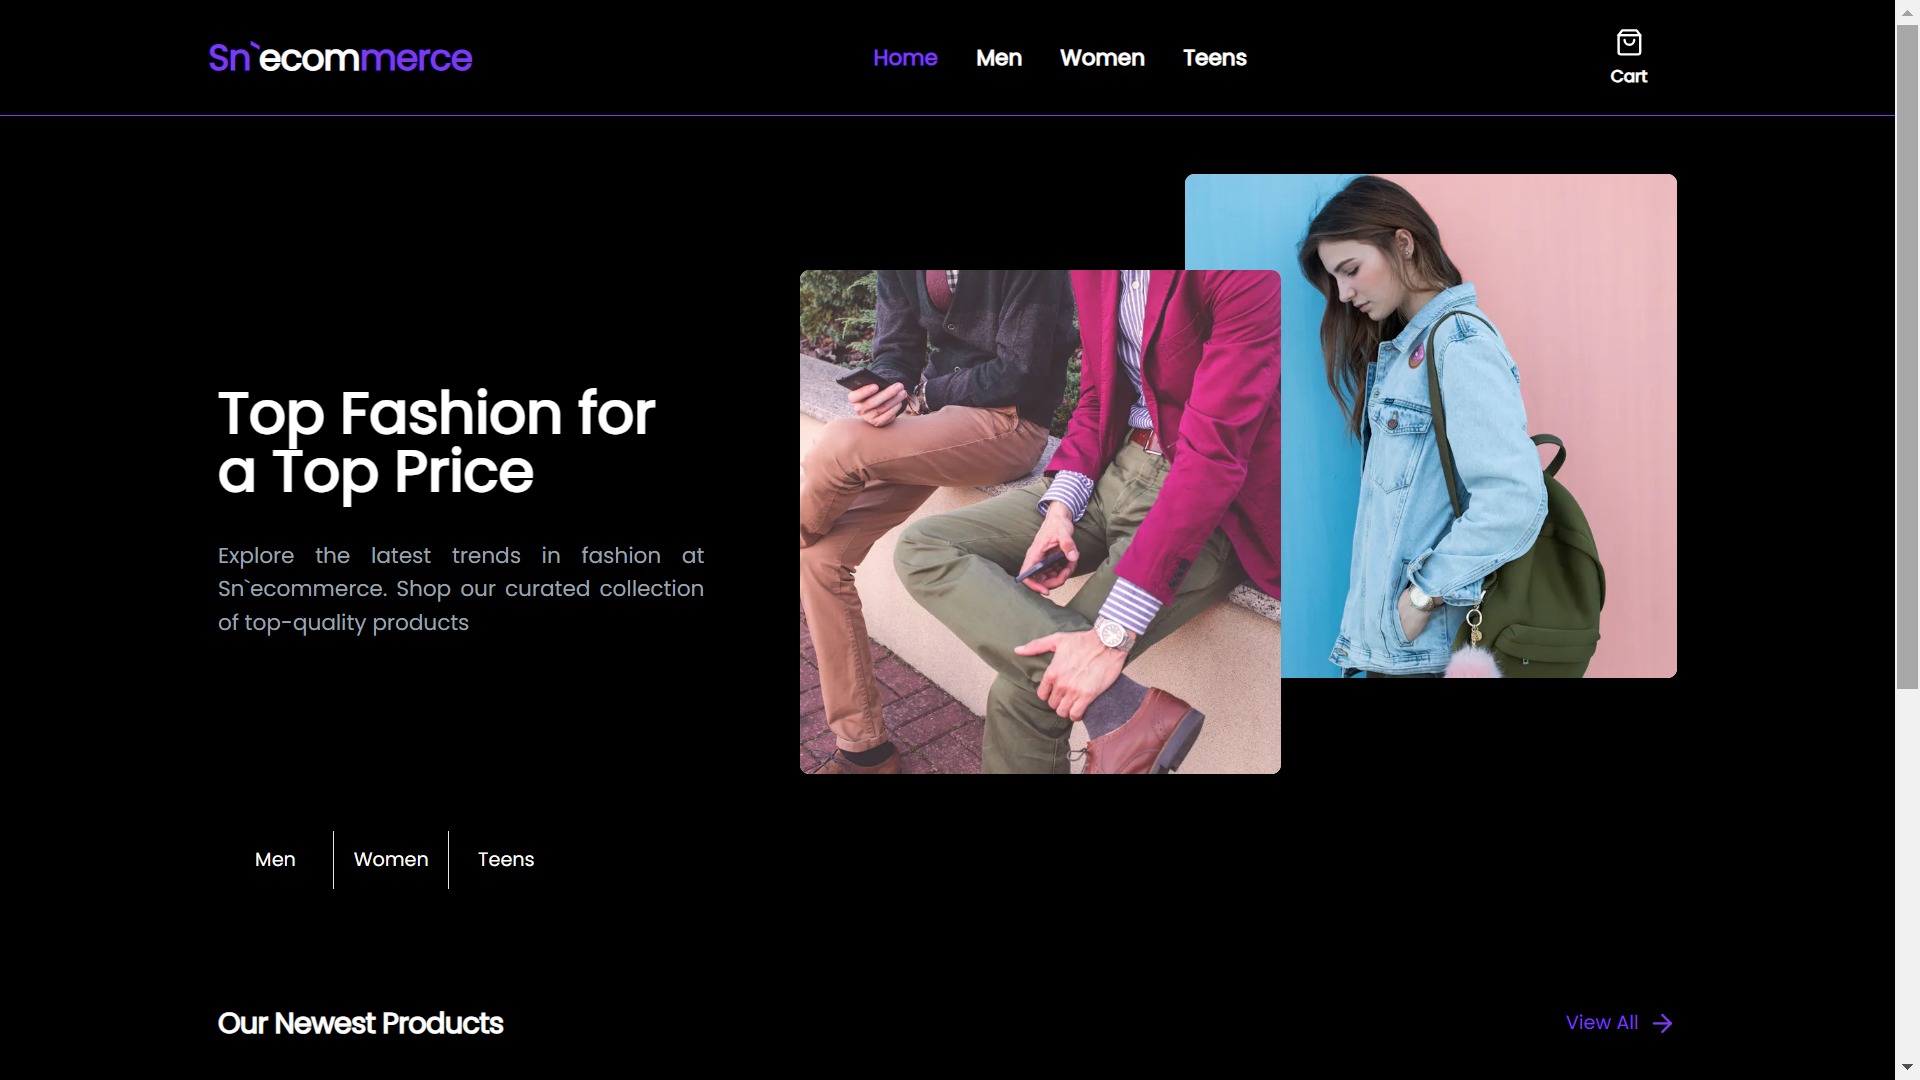 Sn`ecommerce
Home Men Women Teens
Cart
Top Fashion for
a Top Price
Explore the latest trends in fashion at
Sn`ecommerce. Shop our curated collection
of top-quality products
Men Women Teens
Our Newest Products
View All